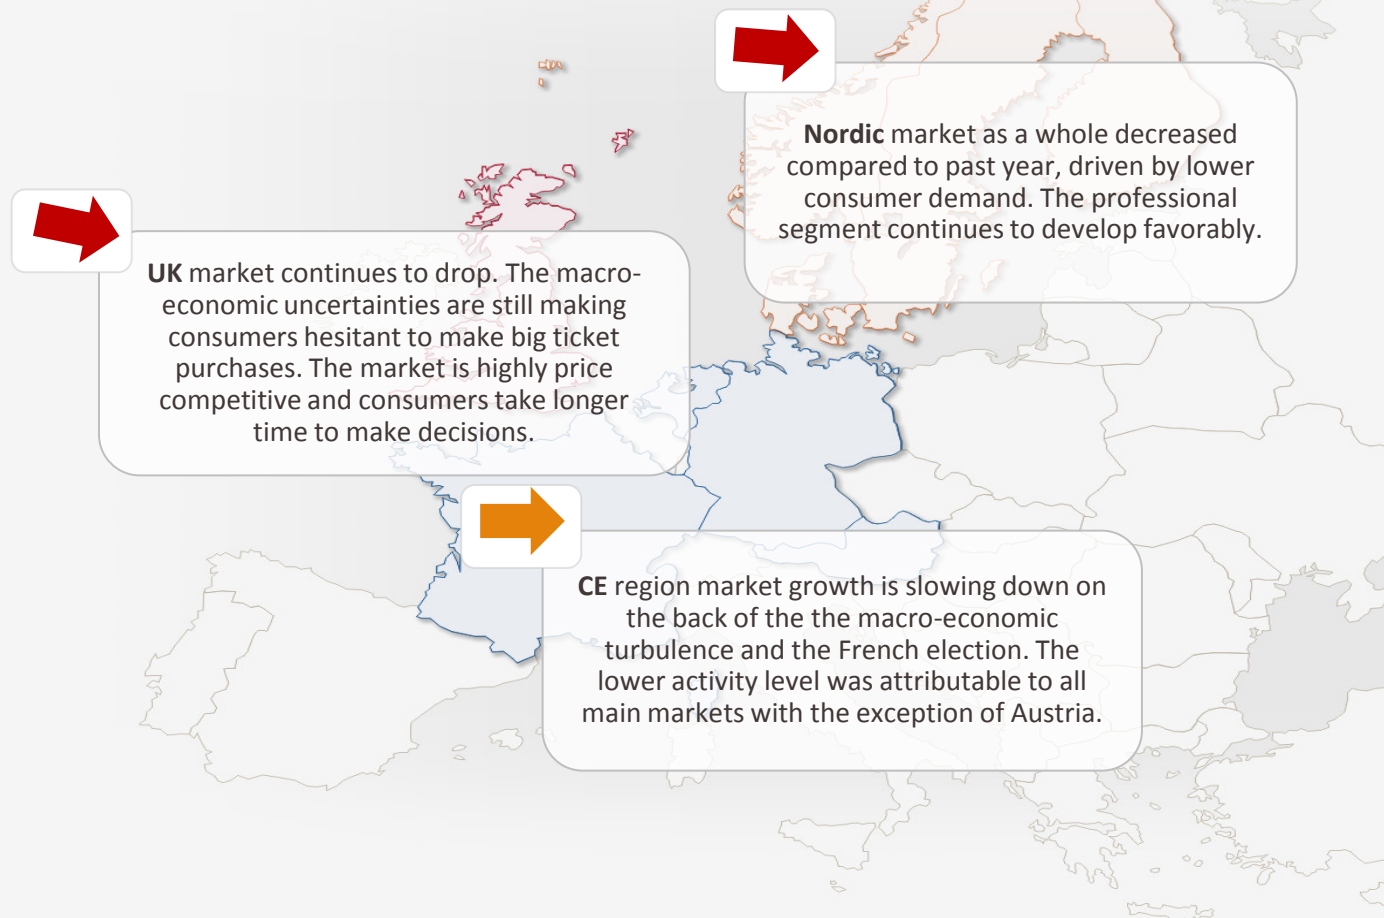 Nordic market as a whole decreased
compared to past year, driven by lower
consumer demand. The professional
segment continues to develop favorably.
UK market continues to drop. The macro-
economic uncertainties are still making
consumers hesitant to make big ticket
purchases. The market is highly price
competitive and consumers take longer
time to make decisions.
CE region market growth is slowing down on
the back of the the macro-economic
turbulence and the French election. The
lower activity level was attributable to all
main markets with the exception of Austria.